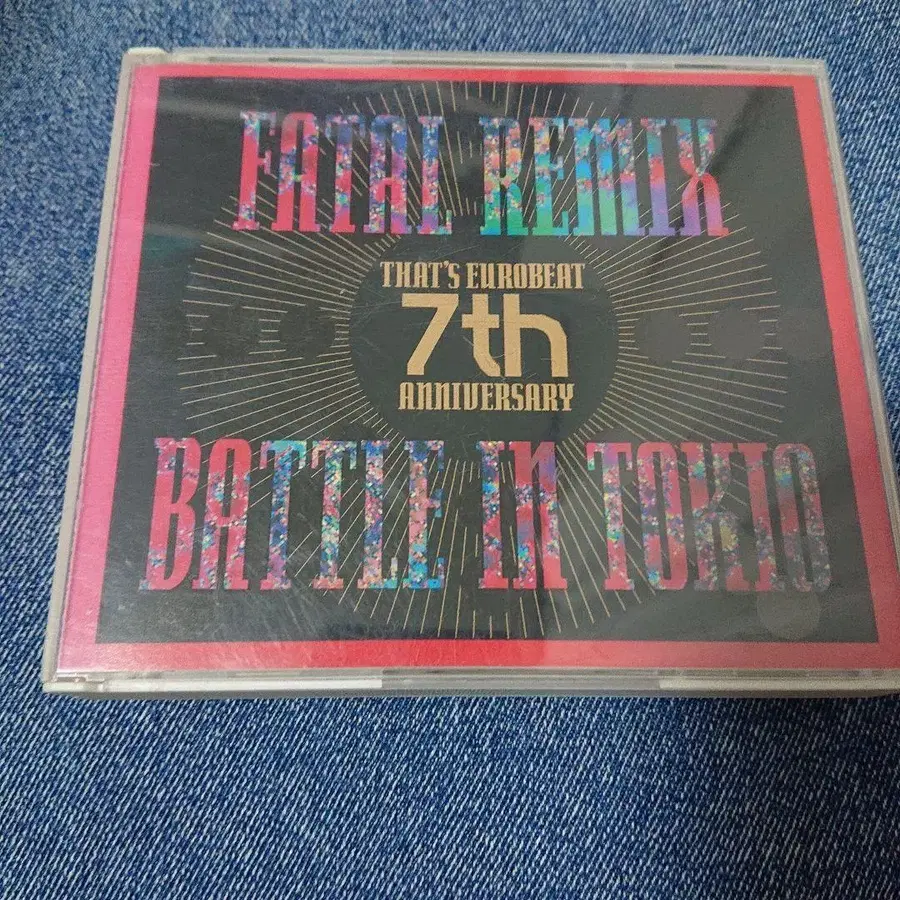 FATAL REMIX
THAT'S EUROBEAT
7th
ANNIVERSARY
BATTLE IN TOKIO